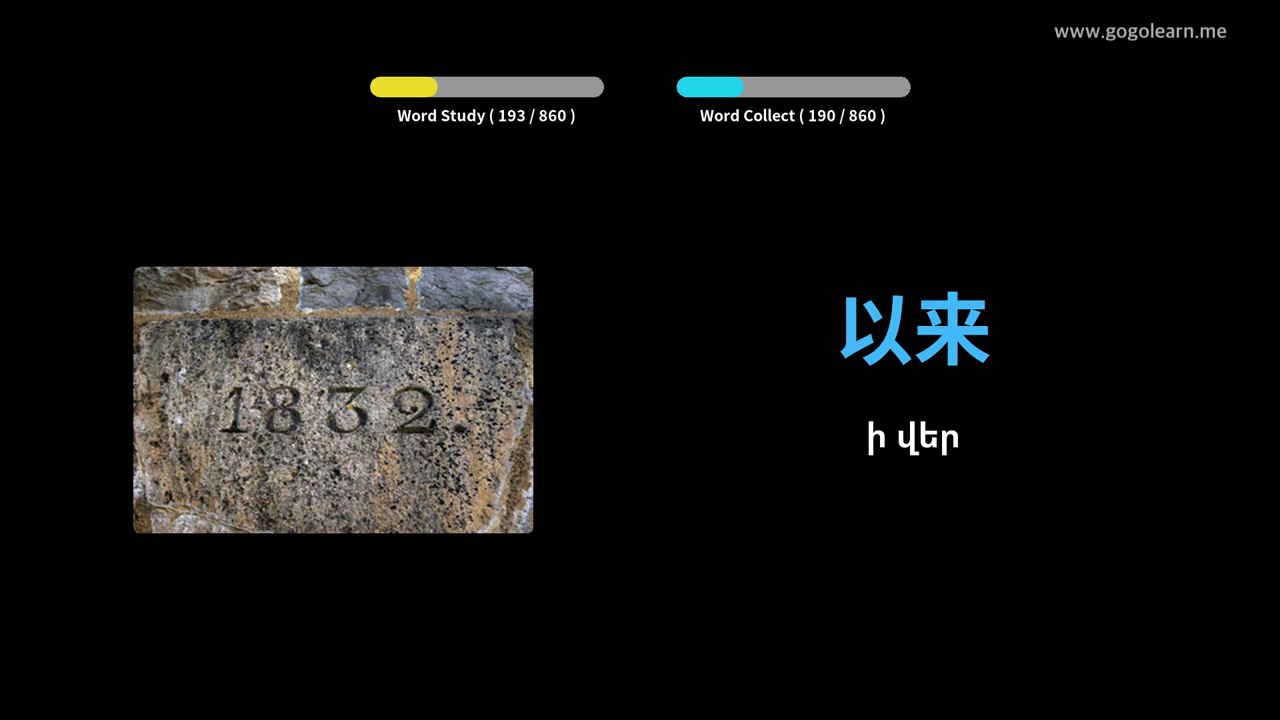 www.gogolearn.me
Word Study ( 193 / 860 )
Word Collect ( 190 / 860 )
1832.
以来
ի վեր